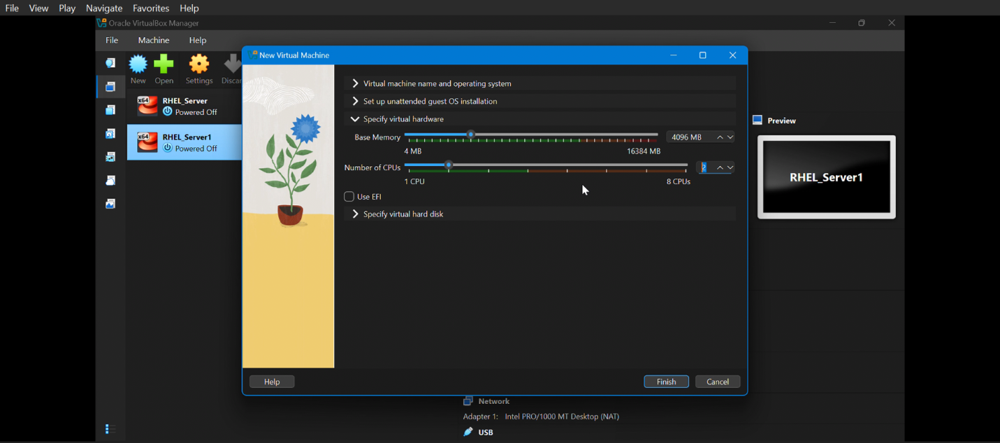 File View Play Navigate Favorites Help
Oracle VirtualBox Manager
File Machine Help
New Open Settings Discar
New Virtual Machine
x64 RHEL_Server
Powered Off
x64 RHEL_Server1
Powered Off
Virtual machine name and operating system
Set up unattended guest OS installation
Specify virtual hardware
Base Memory 4096 MB
4 MB 16384 MB
Number of CPUs 2
1 CPU 8 CPUs
Use EFI
Specify virtual hard disk
Help Finish Cancel
Preview
RHEL_Server1
Network
Adapter 1: Intel PRO/1000 MT Desktop (NAT)
USB